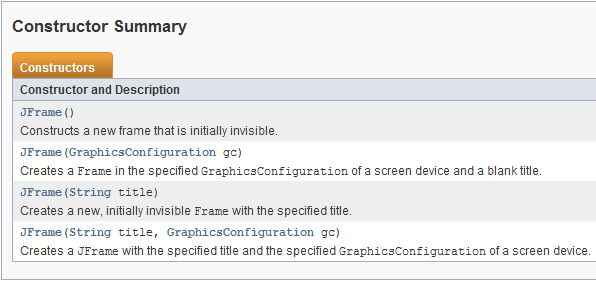 Constructor Summary
Constructors
Constructor and Description
JFrame()
Constructs a new frame that is initially invisible.
JFrame(GraphicsConfiguration gc)
Creates a Frame in the specified GraphicsConfiguration of a screen device and a blank title.
JFrame(String title)
Creates a new, initially invisible Frame with the specified title.
JFrame(String title, GraphicsConfiguration gc)
Creates a JFrame with the specified title and the specified GraphicsConfiguration of a screen device.